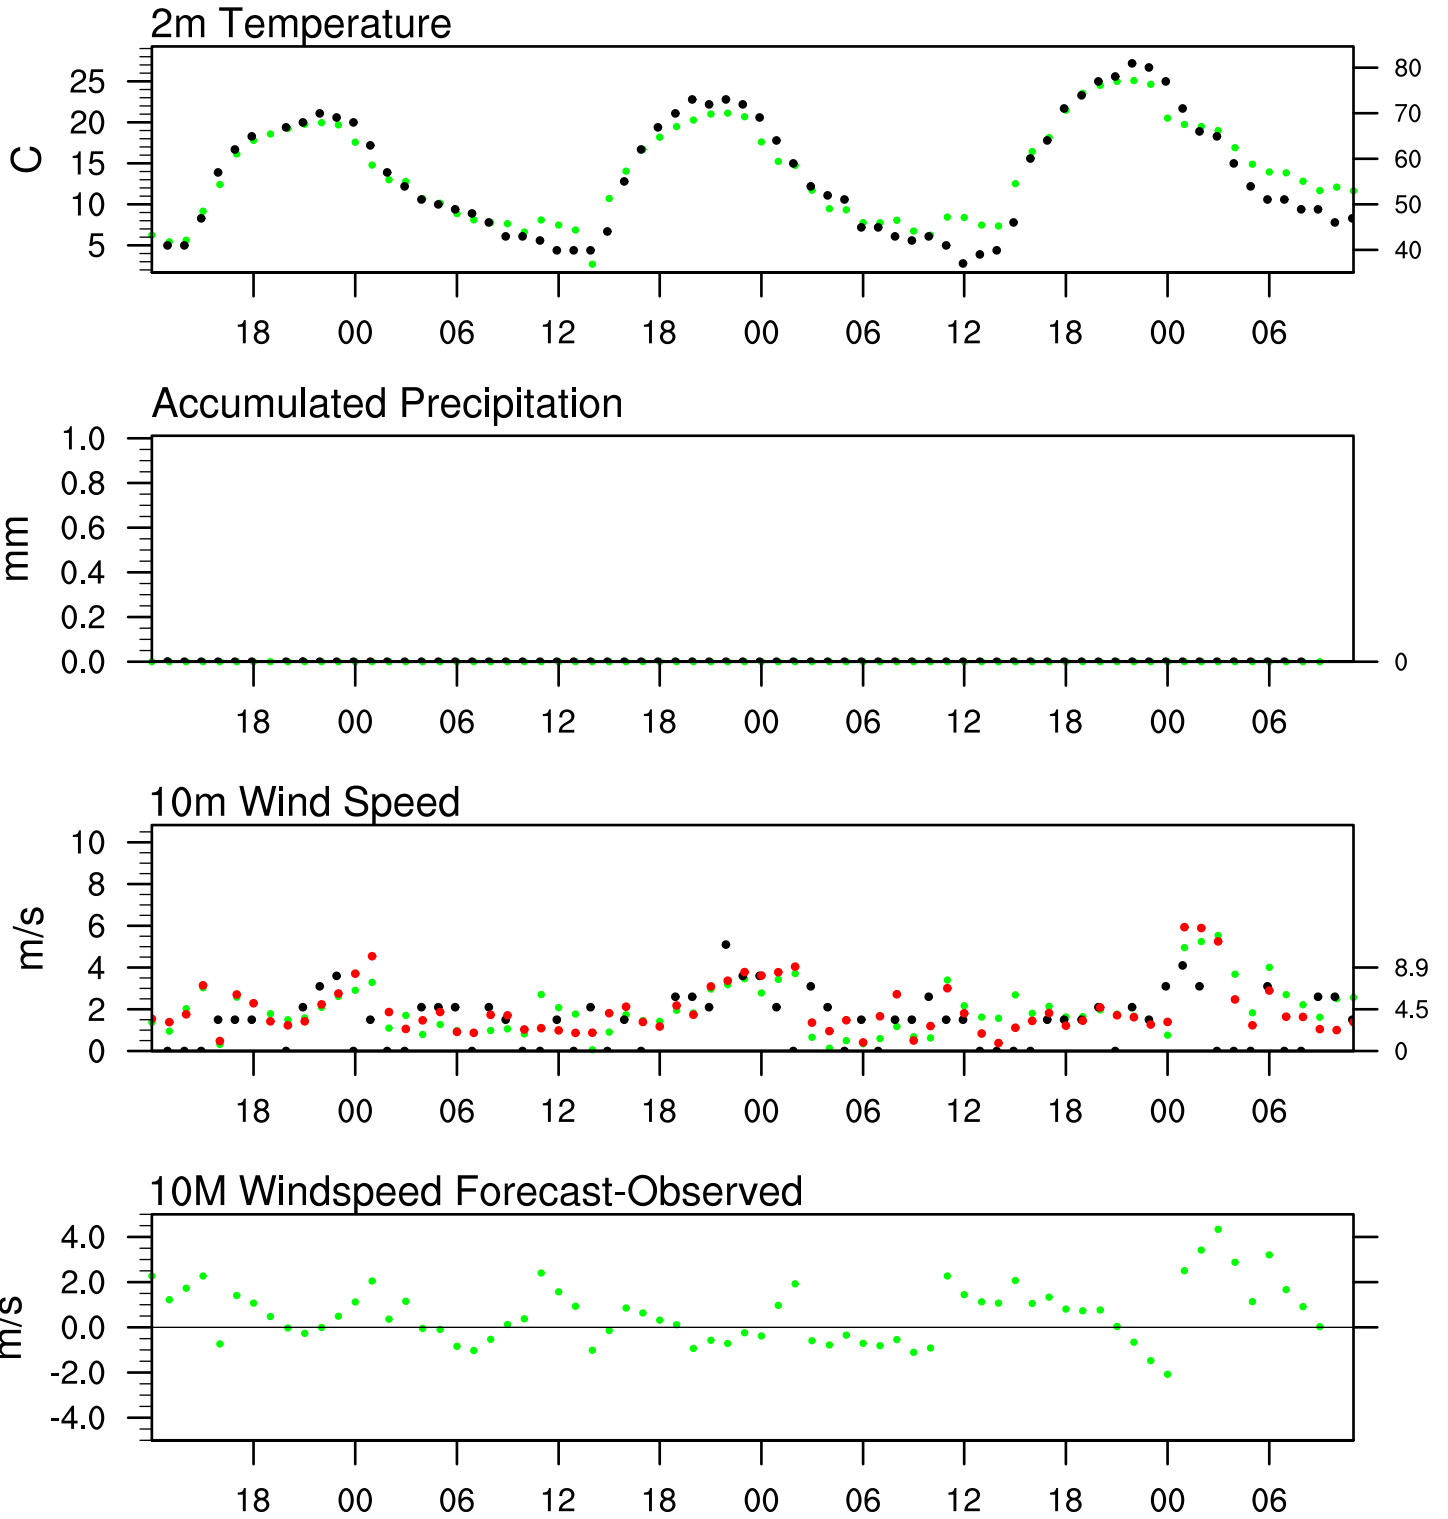 2m Temperature
25
20
15
10
5
C
80
70
60
50
40
18 00 06 12 18 00 06 12 18 00 06
Accumulated Precipitation
1.0
0.8
0.6
0.4
0.2
0.0
mm
0
18 00 06 12 18 00 06 12 18 00 06
10m Wind Speed
10
8
6
4
2
0
m/s
8.9
4.5
0
18 00 06 12 18 00 06 12 18 00 06
10M Windspeed Forecast-Observed
4.0
2.0
0.0
-2.0
-4.0
m/s
18 00 06 12 18 00 06 12 18 00 06